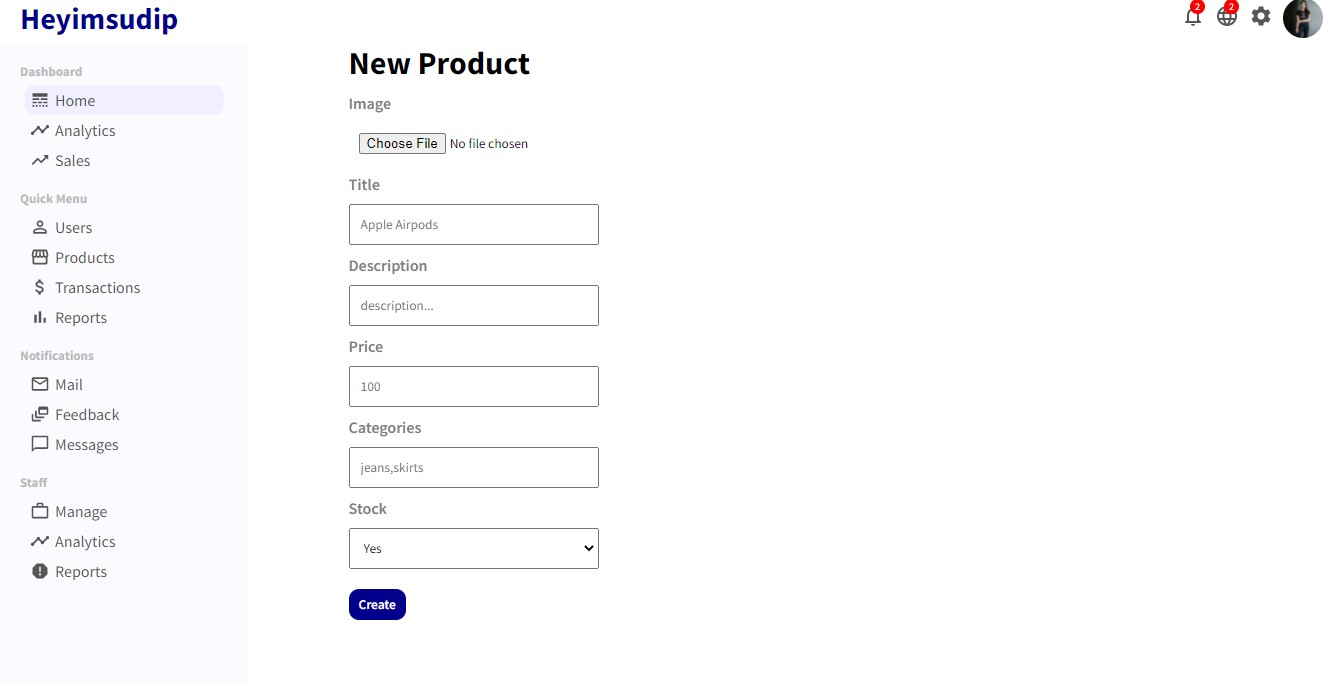 Heyimsudip
2
2
Dashboard
Home
Analytics
Sales
Quick Menu
Users
Products
Transactions
Reports
Notifications
Mail
Feedback
Messages
Staff
Manage
Analytics
Reports
New Product
Image
Choose File No file chosen
Title
Apple Airpods
Description
description...
Price
100
Categories
jeans,skirts
Stock
Yes
Create